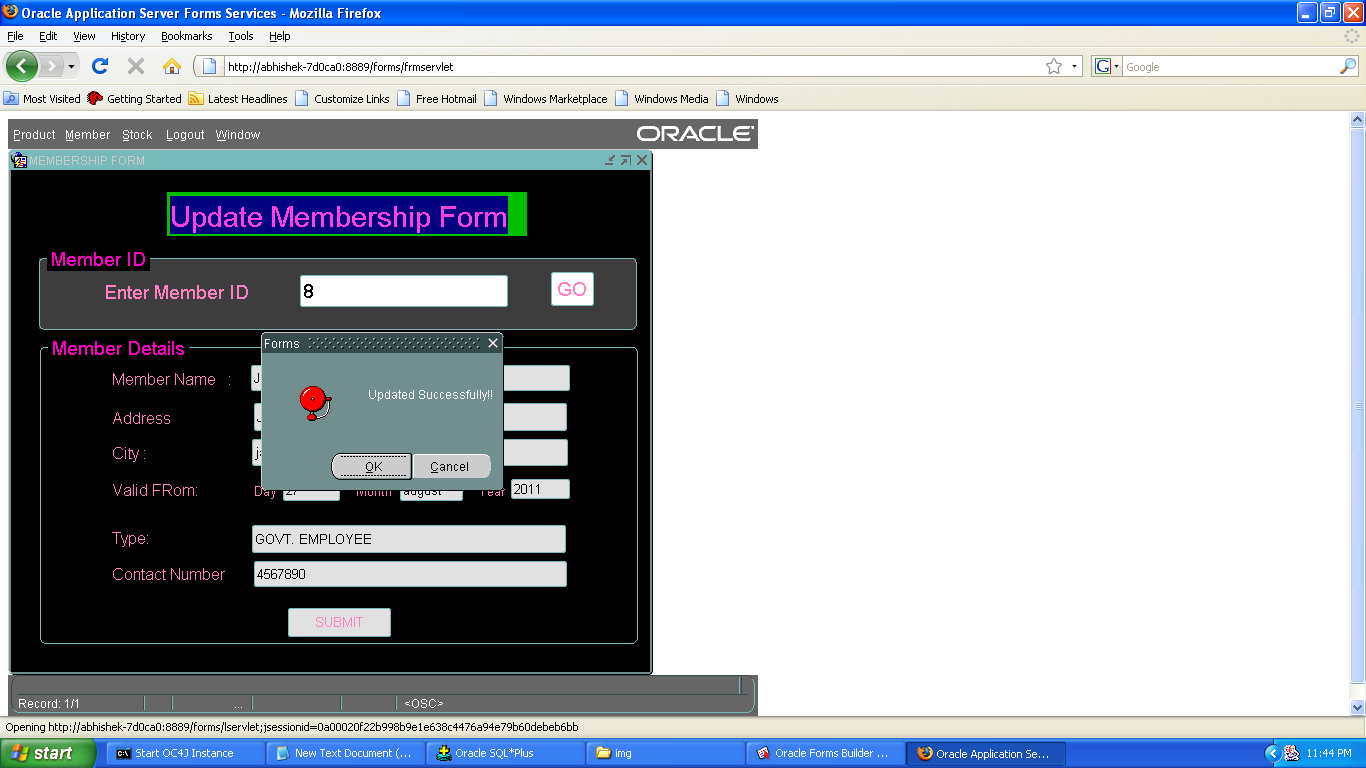 Oracle Application Server Forms Services - Mozilla Firefox
File Edit View History Bookmarks Tools Help
http://abhishek-7d0ca0:8889/forms/frmservlet
G Google
Most Visited Getting Started Latest Headlines Customize Links Free Hotmail Windows Marketplace Windows Media Windows
Product Member Stock Logout Window ORACLE
MEMBERSHIP FORM
Update Membership Form
Member ID
Enter Member ID 8 GO
Forms
Member Details
Member Name :
Updated Successfully!!
Address
City :
OK Cancel
Valid FRom: Day 27 Month august Year 2011
Type: GOVT. EMPLOYEE
Contact Number 4567890
SUBMIT
Record: 1/1 ... <OSC>
Opening http://abhishek-7d0ca0:8889/forms/lservlet;jsessionid=0a00020f22b998b9e1e638c4476a94e79b60debeb6bb
start Start OC4J Instance New Text Document (... Oracle SQL*Plus img Oracle Forms Builder ... Oracle Application Se... 11:44 PM